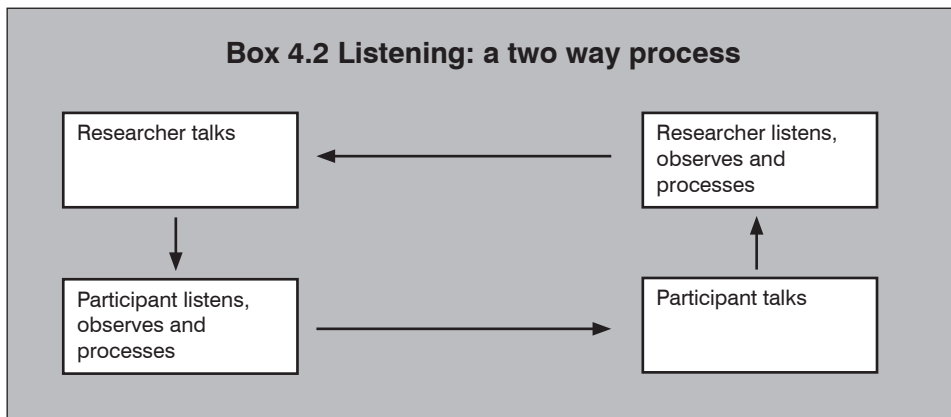 Box 4.2 Listening: a two way process
Researcher talks
Researcher listens,
observes and
processes
Participant listens,
observes and
processes
Participant talks